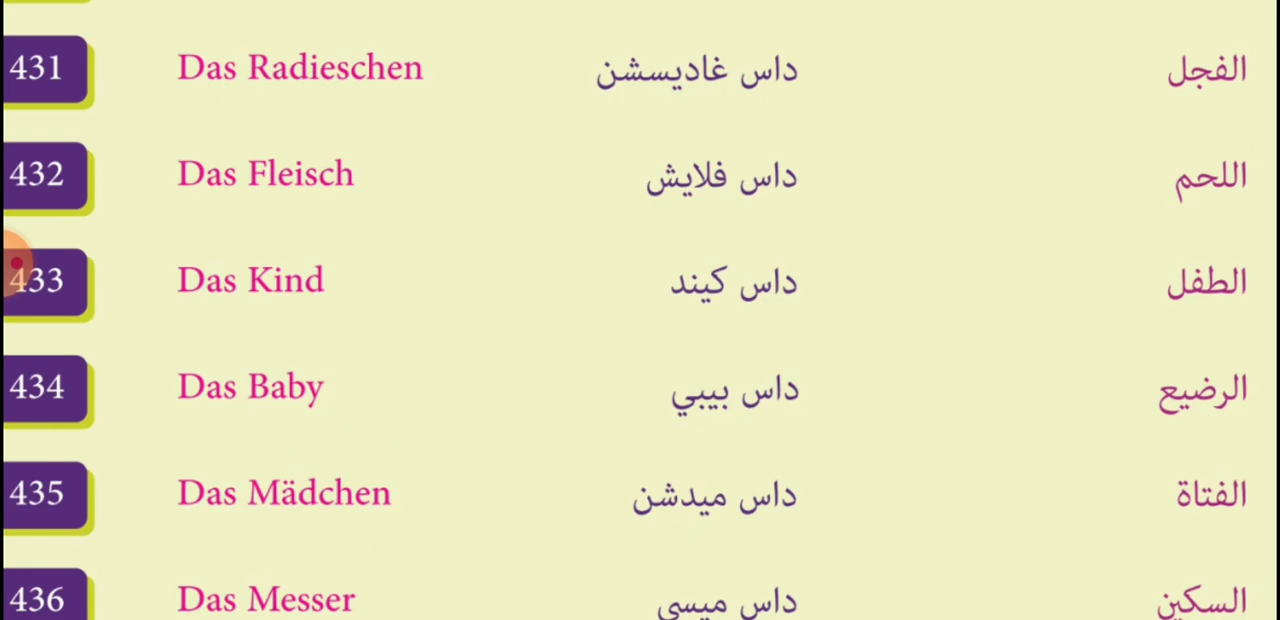 431 Das Radieschen داس غاديسشن الفجل
432 Das Fleisch داس فلايش اللحم
433 Das Kind داس كيند الطفل
434 Das Baby داس بيبي الرضيع
435 Das Mädchen داس ميدشن الفتاة
436 Das Messer داس ميسى السكين